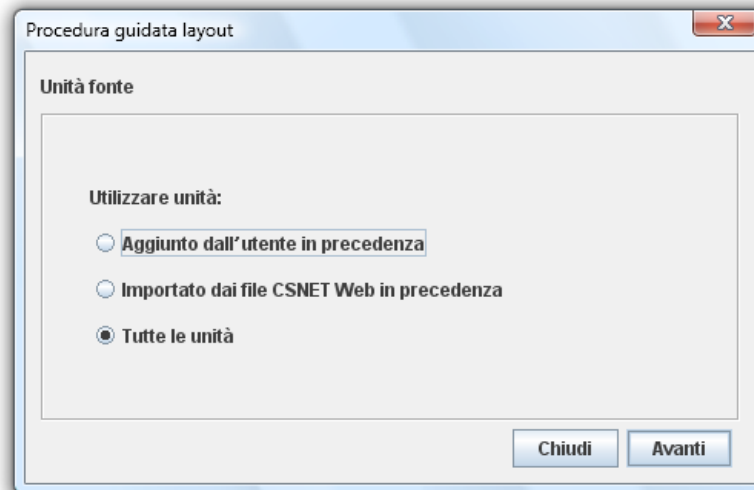 Procedura guidata layout
Unità fonte
Utilizzare unità:
Aggiunto dall'utente in precedenza
Importato dai file CSNET Web in precedenza
Tutte le unità
Chiudi Avanti